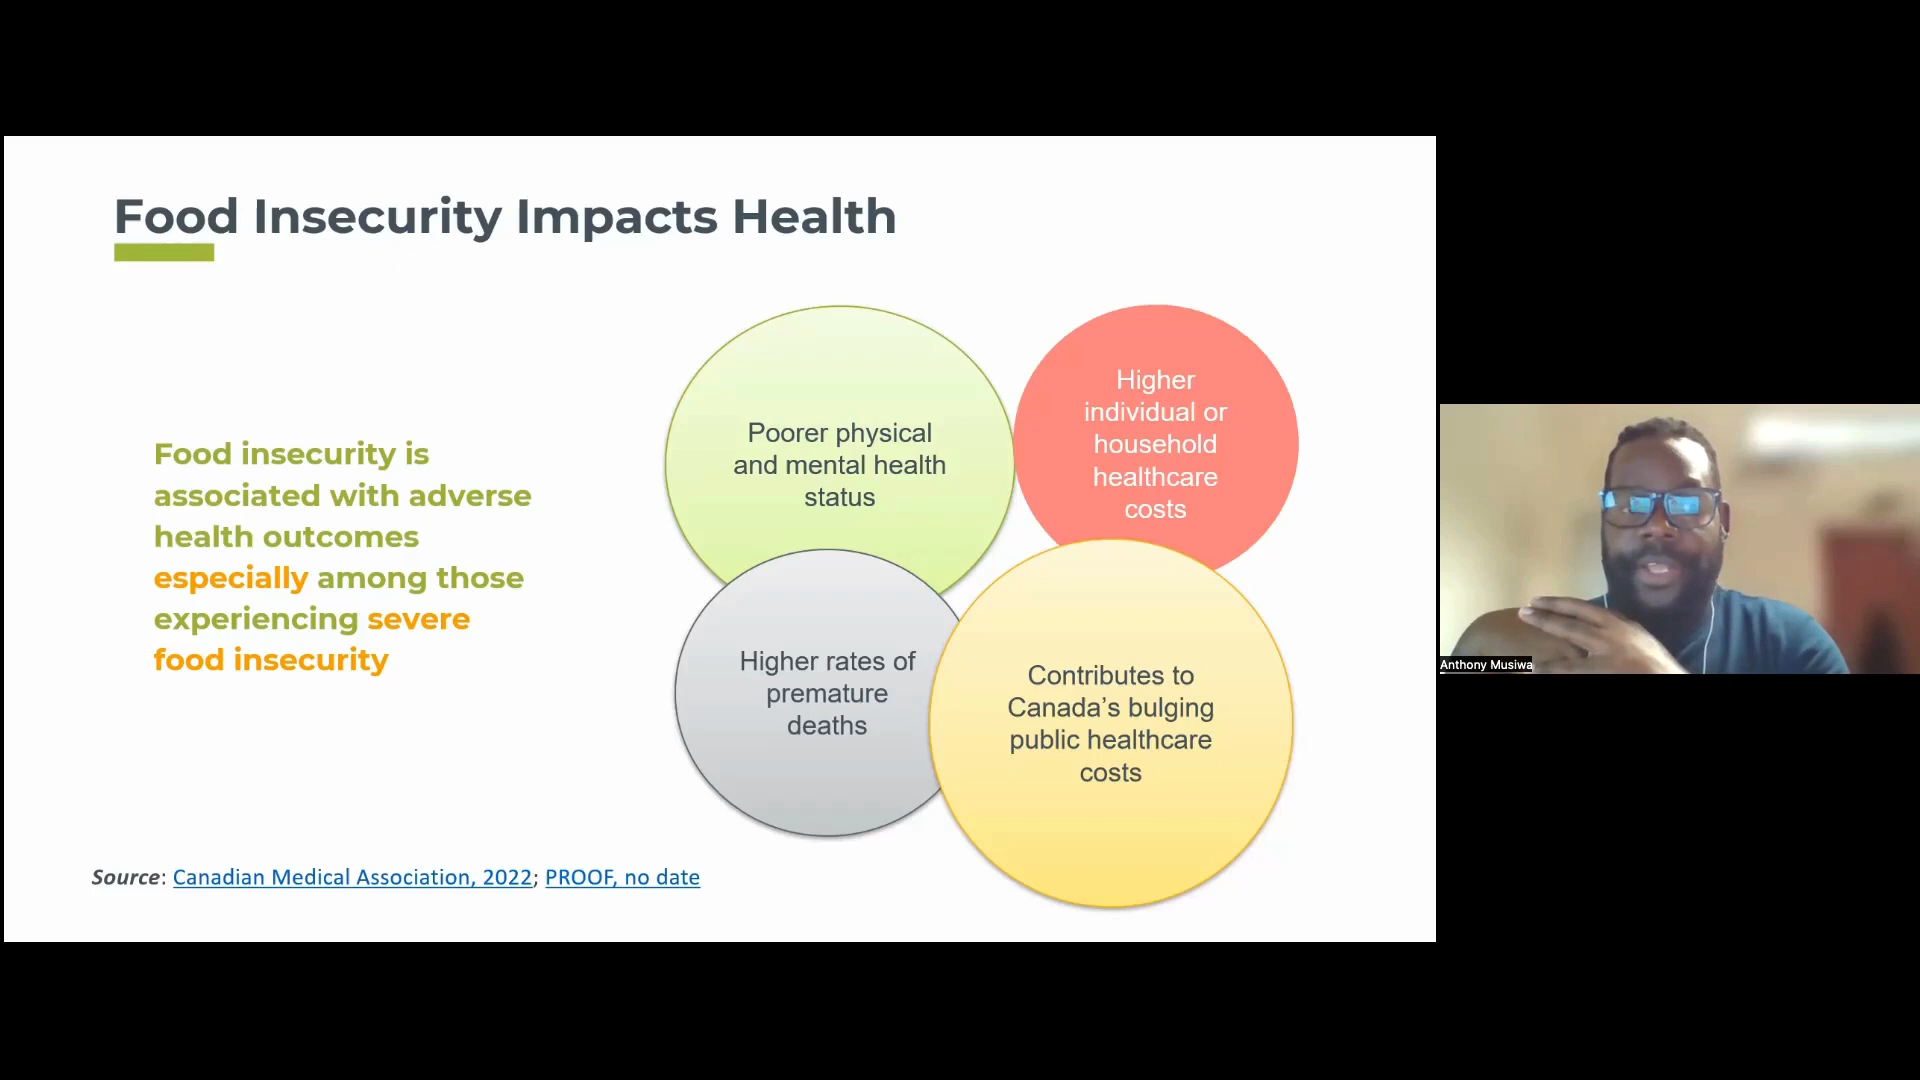 Food Insecurity Impacts Health
Food insecurity is
associated with adverse
health outcomes
especially among those
experiencing severe
food insecurity
Poorer physical
and mental health
status
Higher
individual or
household
healthcare
costs
Higher rates of
premature
deaths
Contributes to
Canada’s bulging
public healthcare
costs
Source: Canadian Medical Association, 2022; PROOF, no date
Anthony Musiwa